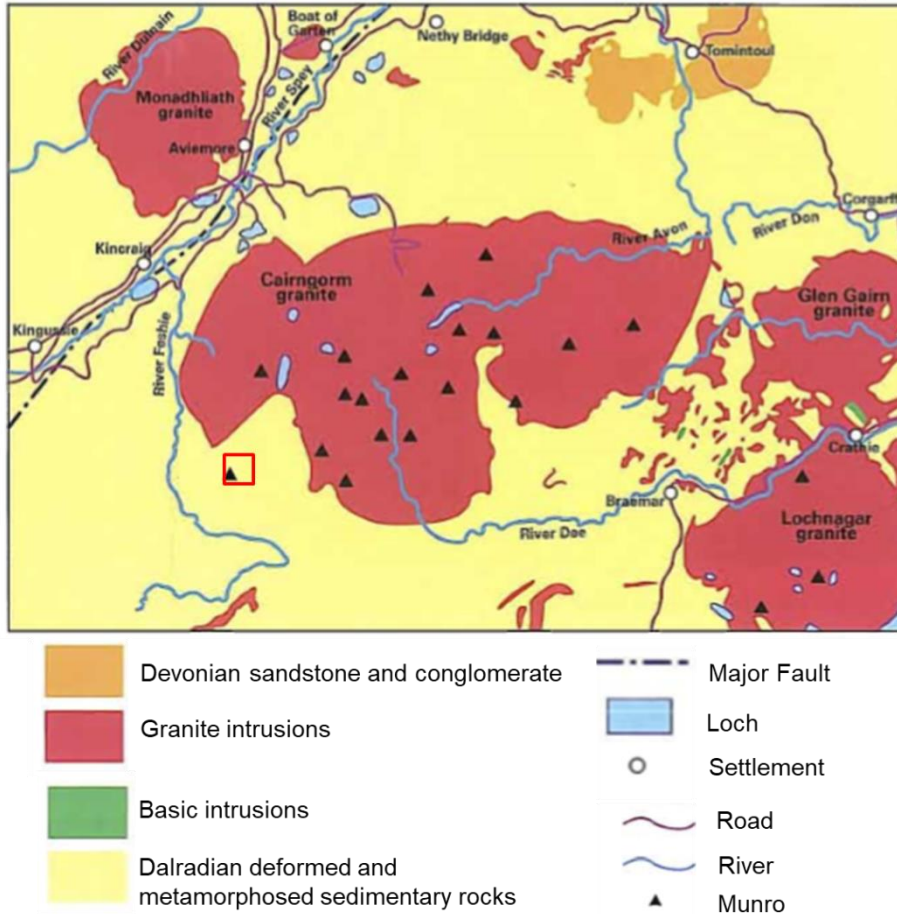 Boat of
Garten
Nethy Bridge
Tomintoul
River Dulnain
River Spey
Monadhliath
granite
Aviemore
Corgarff
River Don
River Avon
Kincraig
Cairngorm
granite
Glen Gairn
granite
Kingussie
River Feshie
Crathie
Braemar
Lochnagar
granite
River Dee
Devonian sandstone and conglomerate
Granite intrusions
Basic intrusions
Dalradian deformed and
metamorphosed sedimentary rocks
Major Fault
Loch
Settlement
Road
River
Munro